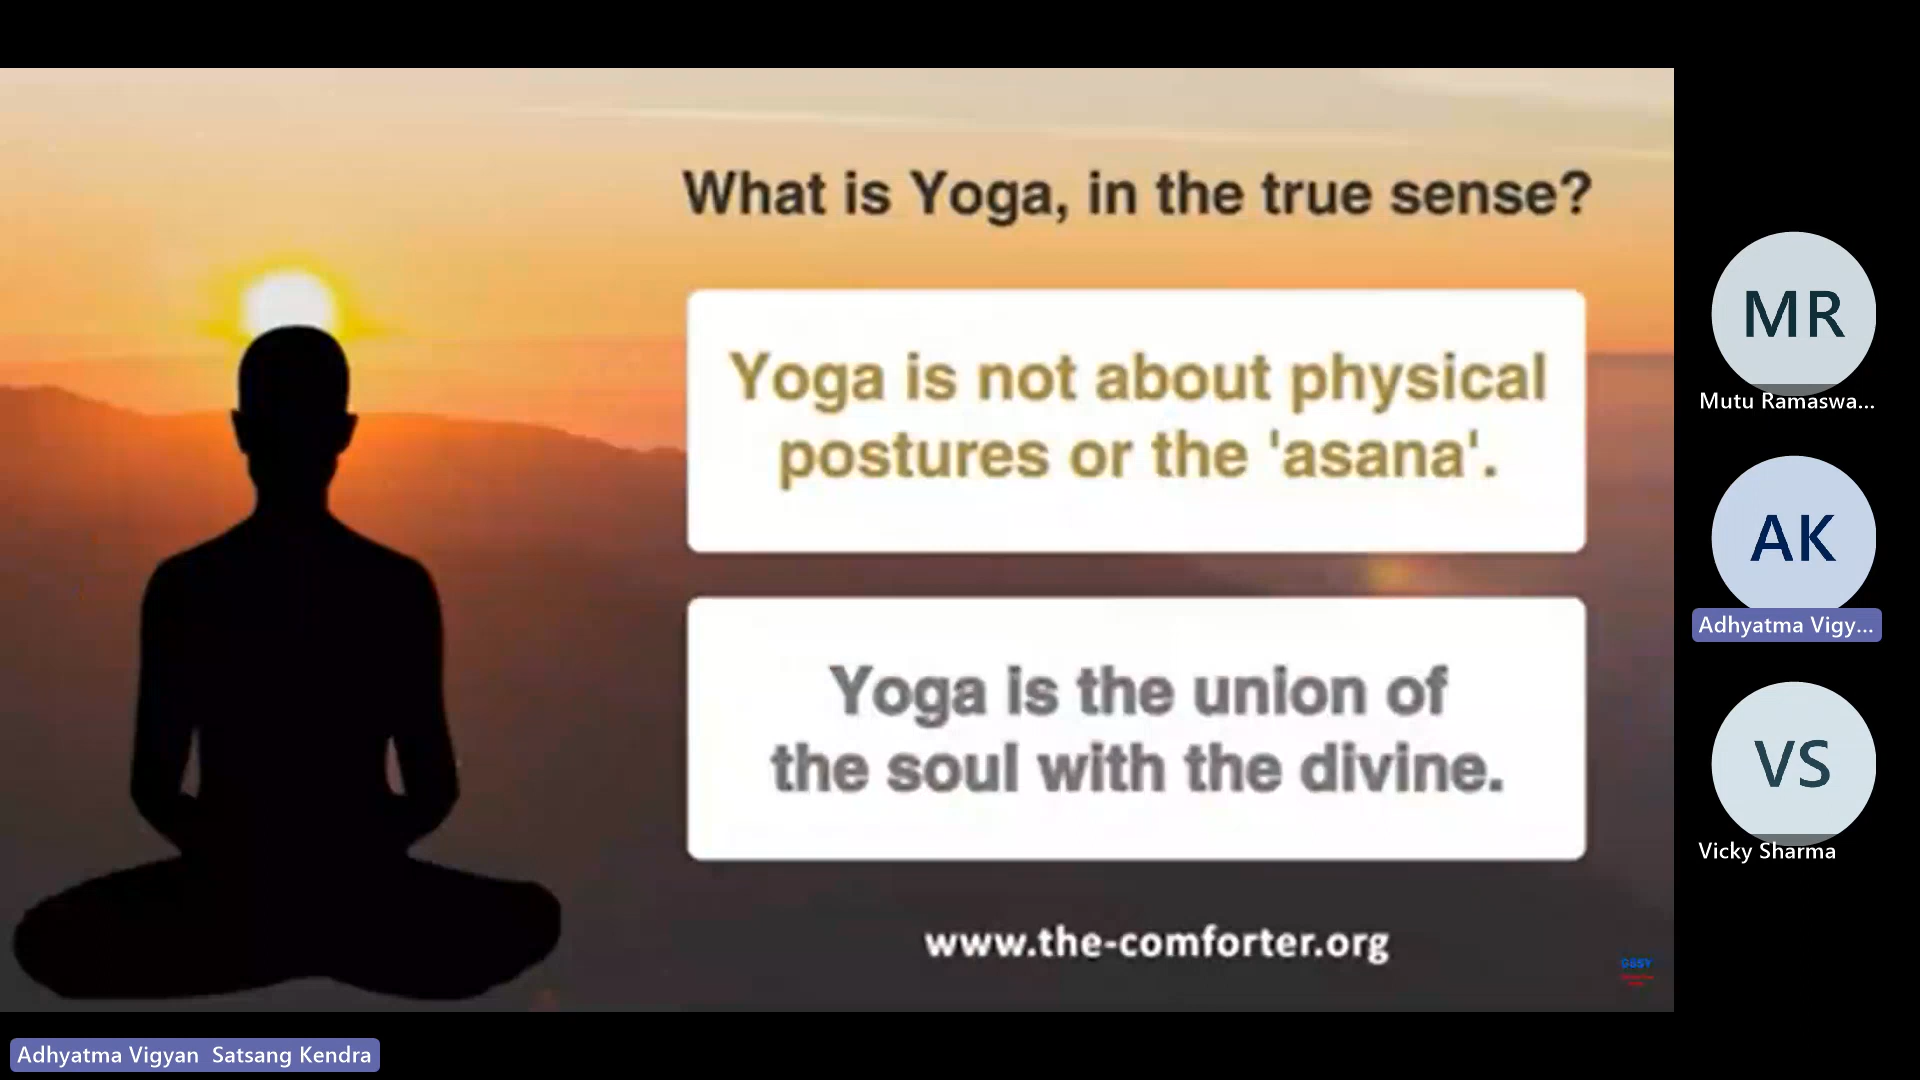 What is Yoga, in the true sense?
Yoga is not about physical
postures or the 'asana'.
Yoga is the union of
the soul with the divine.
www.the-comforter.org
MR
Mutu Ramaswa...
AK
Adhyatma Vigy...
VS
Vicky Sharma
Adhyatma Vigyan Satsang Kendra